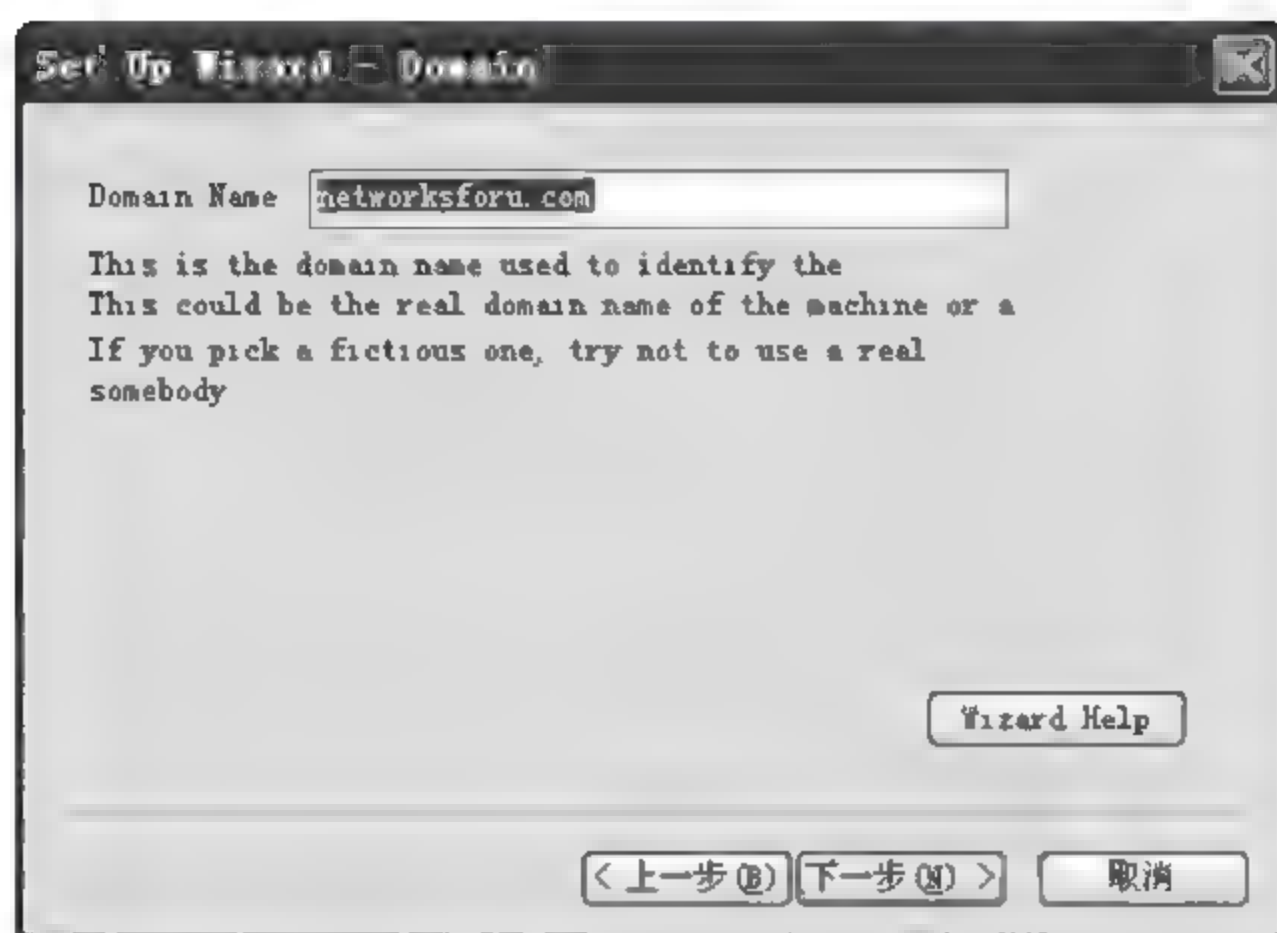 Set Up Wizard - Domain
Domain Name networksforu.com
This is the domain name used to identify the
This could be the real domain name of the machine or a
If you pick a fictious one, try not to use a real
somebody
Wizard Help
< 上一步(B) 下一步(N) > 取消